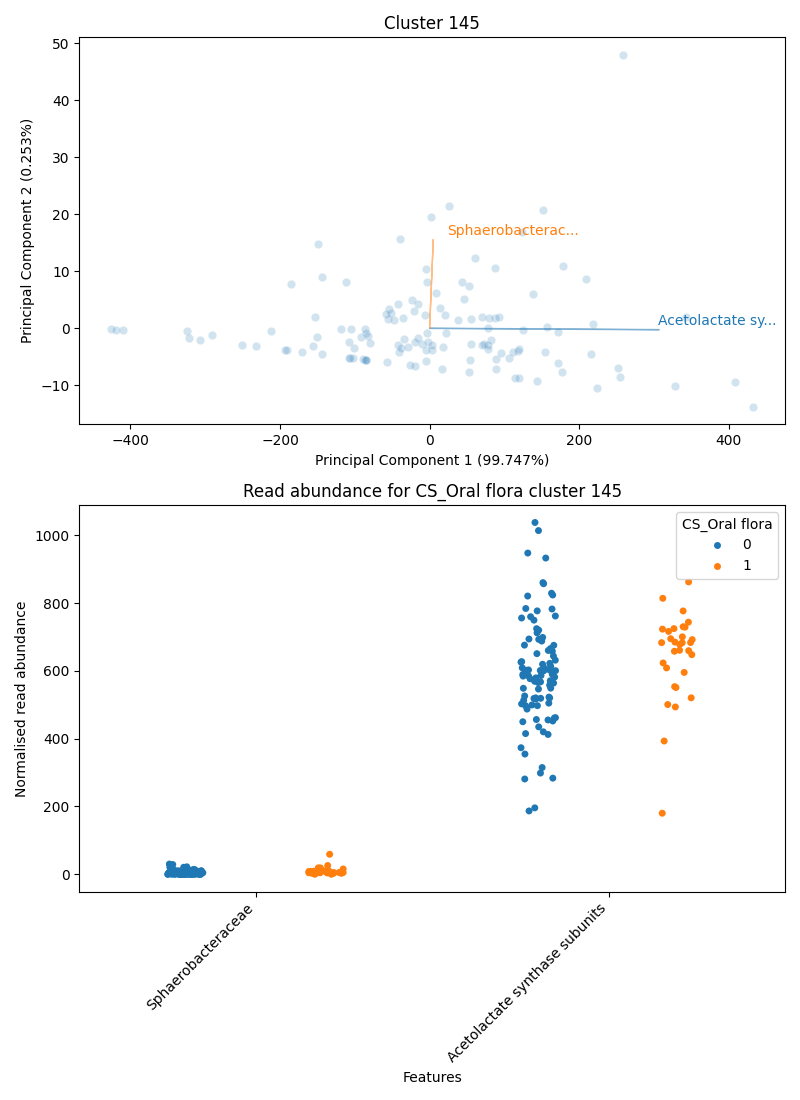 Cluster 145
Principal Component 2 (0.253%)
50
40
30
20
10
0
−10
Sphaerobacterac...
Acetolactate sy...
−400
−200
0
200
400
Principal Component 1 (99.747%)
Read abundance for CS_Oral flora cluster 145
Normalised read abundance
1000
800
600
400
200
0
CS_Oral flora
0
1
Sphaerobacteraceae
Acetolactate synthase subunits
Features